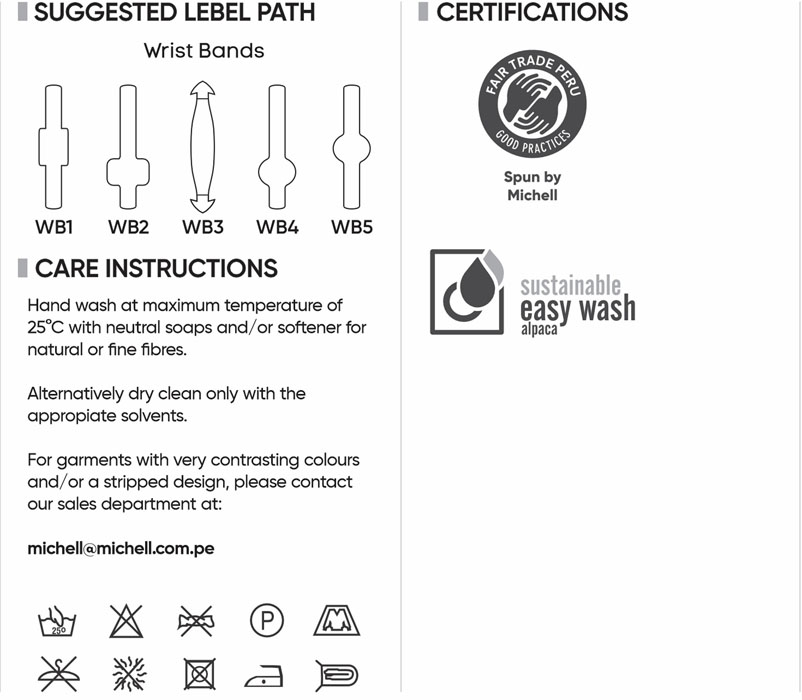 SUGGESTED LEBEL PATH
Wrist Bands
WB1 WB2 WB3 WB4 WB5
CARE INSTRUCTIONS
Hand wash at maximum temperature of
25°C with neutral soaps and/or softener for
natural or fine fibres.
Alternatively dry clean only with the
appropiate solvents.
For garments with very contrasting colours
and/or a stripped design, please contact
our sales department at:
michell@michell.com.pe
25°
P
CERTIFICATIONS
FAIR TRADE PERU
GOOD PRACTICES
Spun by
Michell
sustainable
easy wash
alpaca